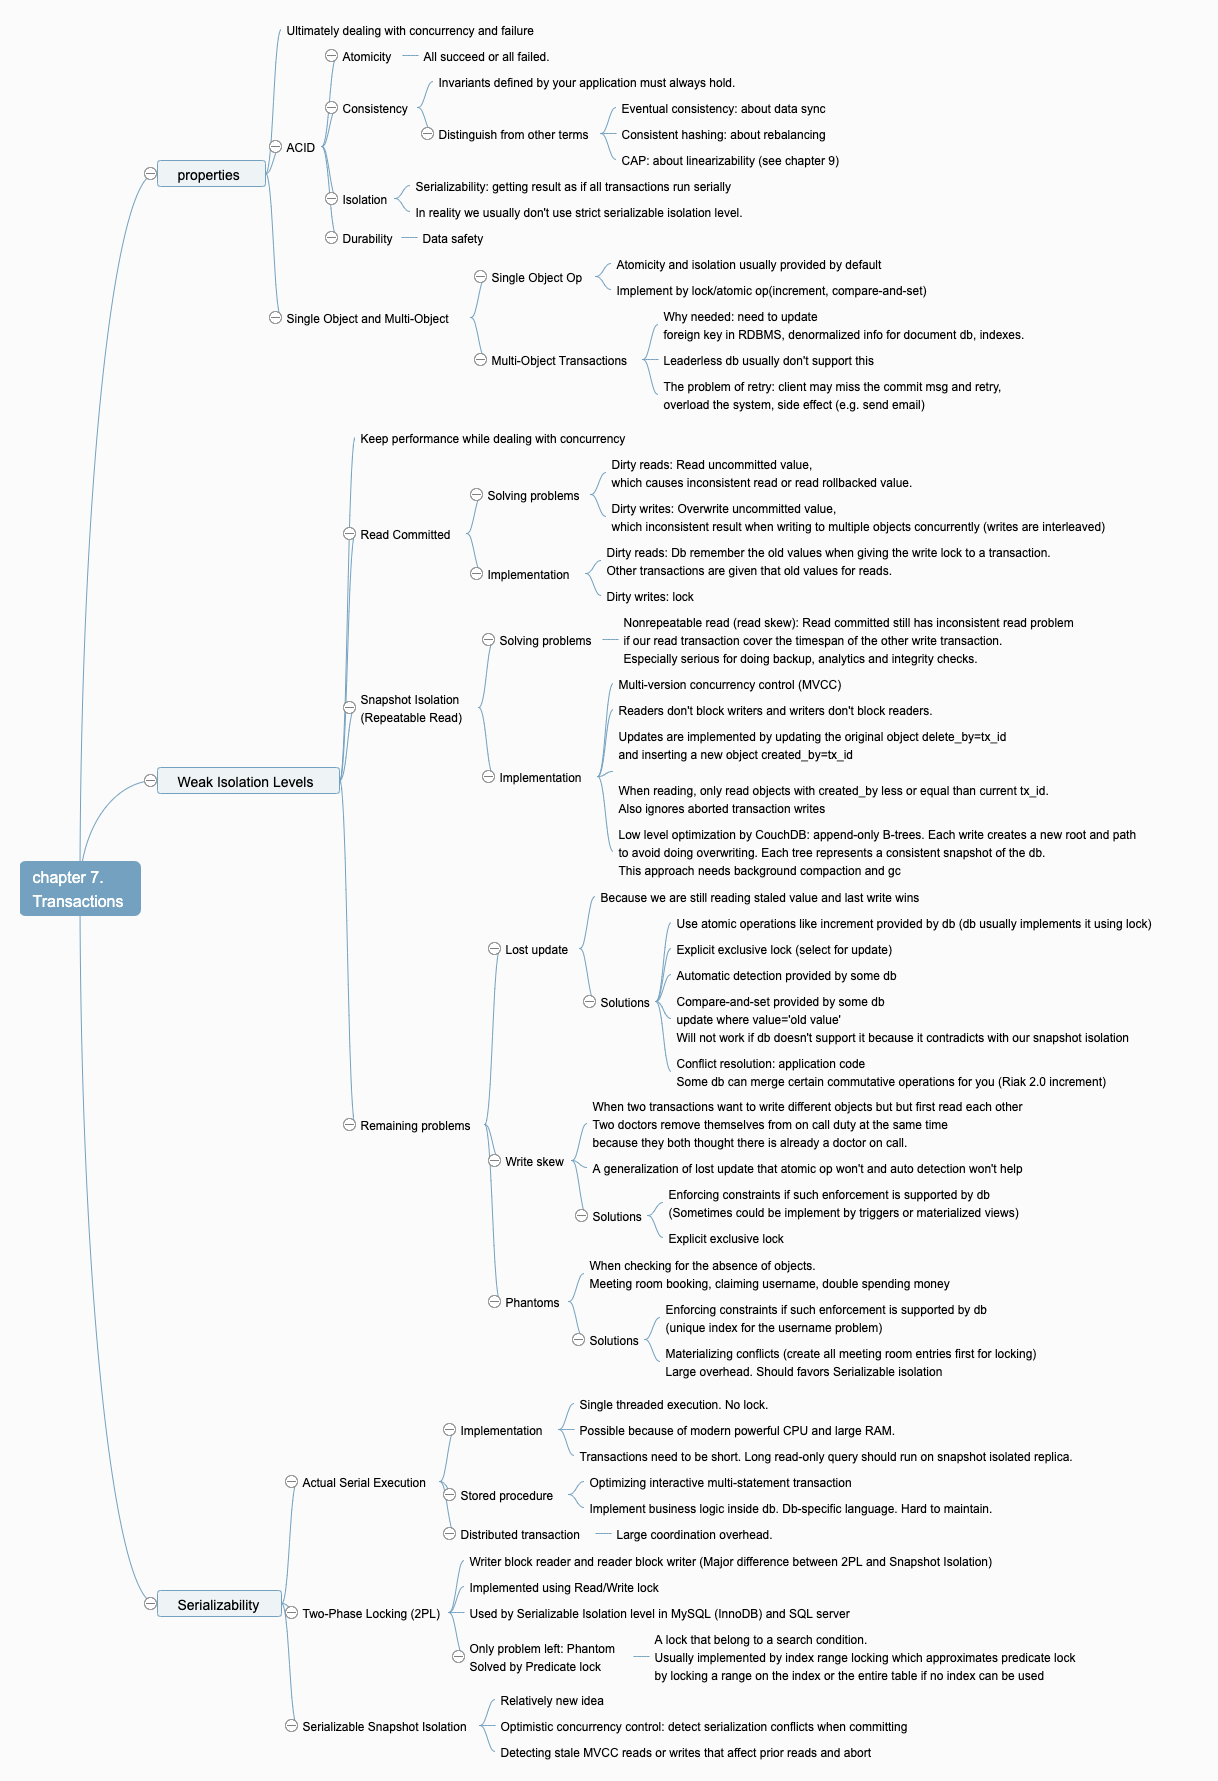 Ultimately dealing with concurrency and failure
Atomicity
All succeed or all failed.
Invariants defined by your application must always hold.
Consistency
Eventual consistency: about data sync
Distinguish from other terms
Consistent hashing: about rebalancing
ACID
CAP: about linearizability (see chapter 9)
properties
Serializability: getting result as if all transactions run serially
Isolation
In reality we usually don't use strict serializable isolation level.
Durability
Data safety
Atomicity and isolation usually provided by default
Single Object Op
Implement by lock/atomic op(increment, compare-and-set)
Single Object and Multi-Object
Why needed: need to update
foreign key in RDBMS, denormalized info for document db, indexes.
Multi-Object Transactions
Leaderless db usually don't support this
The problem of retry: client may miss the commit msg and retry,
overload the system, side effect (e.g. send email)
Keep performance while dealing with concurrency
Dirty reads: Read uncommitted value,
which causes inconsistent read or read rollbacked value.
Solving problems
Dirty writes: Overwrite uncommitted value,
which inconsistent result when writing to multiple objects concurrently (writes are interleaved)
Read Committed
Dirty reads: Db remember the old values when giving the write lock to a transaction.
Other transactions are given that old values for reads.
Implementation
Dirty writes: lock
Nonrepeatable read (read skew): Read committed still has inconsistent read problem
if our read transaction cover the timespan of the other write transaction.
Especially serious for doing backup, analytics and integrity checks.
Solving problems
Snapshot Isolation
(Repeatable Read)
Multi-version concurrency control (MVCC)
Readers don't block writers and writers don't block readers.
Updates are implemented by updating the original object delete_by=tx_id
and inserting a new object created_by=tx_id
Implementation
Weak Isolation Levels
When reading, only read objects with created_by less or equal than current tx_id.
Also ignores aborted transaction writes
Low level optimization by CouchDB: append-only B-trees. Each write creates a new root and path
to avoid doing overwriting. Each tree represents a consistent snapshot of the db.
This approach needs background compaction and gc
chapter 7.
Transactions
Because we are still reading staled value and last write wins
Lost update
Use atomic operations like increment provided by db (db usually implements it using lock)
Explicit exclusive lock (select for update)
Automatic detection provided by some db
Solutions
Compare-and-set provided by some db
update where value='old value'
Will not work if db doesn't support it because it contradicts with our snapshot isolation
Conflict resolution: application code
Some db can merge certain commutative operations for you (Riak 2.0 increment)
Remaining problems
When two transactions want to write different objects but but first read each other
Two doctors remove themselves from on call duty at the same time
because they both thought there is already a doctor on call.
Write skew
A generalization of lost update that atomic op won't and auto detection won't help
Solutions
Enforcing constraints if such enforcement is supported by db
(Sometimes could be implement by triggers or materialized views)
Explicit exclusive lock
When checking for the absence of objects.
Meeting room booking, claiming username, double spending money
Phantoms
Enforcing constraints if such enforcement is supported by db
(unique index for the username problem)
Solutions
Materializing conflicts (create all meeting room entries first for locking)
Large overhead. Should favors Serializable isolation
Single threaded execution. No lock.
Implementation
Possible because of modern powerful CPU and large RAM.
Transactions need to be short. Long read-only query should run on snapshot isolated replica.
Actual Serial Execution
Optimizing interactive multi-statement transaction
Stored procedure
Implement business logic inside db. Db-specific language. Hard to maintain.
Distributed transaction
Large coordination overhead.
Serializability
Writer block reader and reader block writer (Major difference between 2PL and Snapshot Isolation)
Implemented using Read/Write lock
Two-Phase Locking (2PL)
Used by Serializable Isolation level in MySQL (InnoDB) and SQL server
Only problem left: Phantom
Solved by Predicate lock
A lock that belong to a search condition.
Usually implemented by index range locking which approximates predicate lock
by locking a range on the index or the entire table if no index can be used
Relatively new idea
Serializable Snapshot Isolation
Optimistic concurrency control: detect serialization conflicts when committing
Detecting stale MVCC reads or writes that affect prior reads and abort